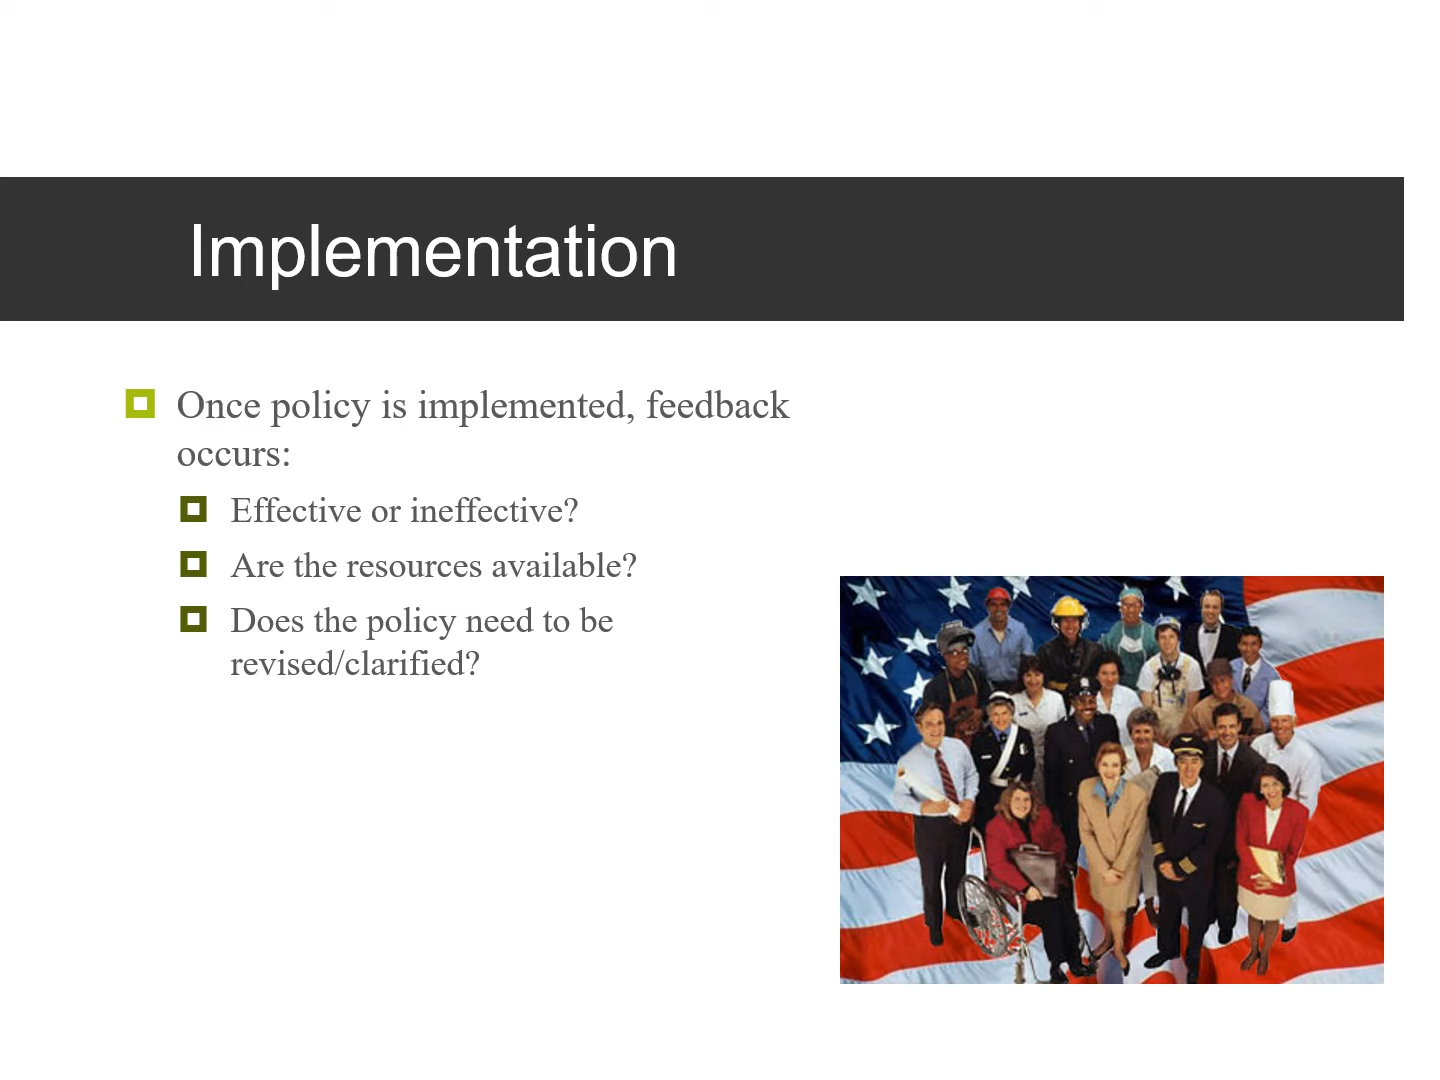 Implementation
Once policy is implemented, feedback
occurs:
Effective or ineffective?
Are the resources available?
Does the policy need to be
revised/clarified?